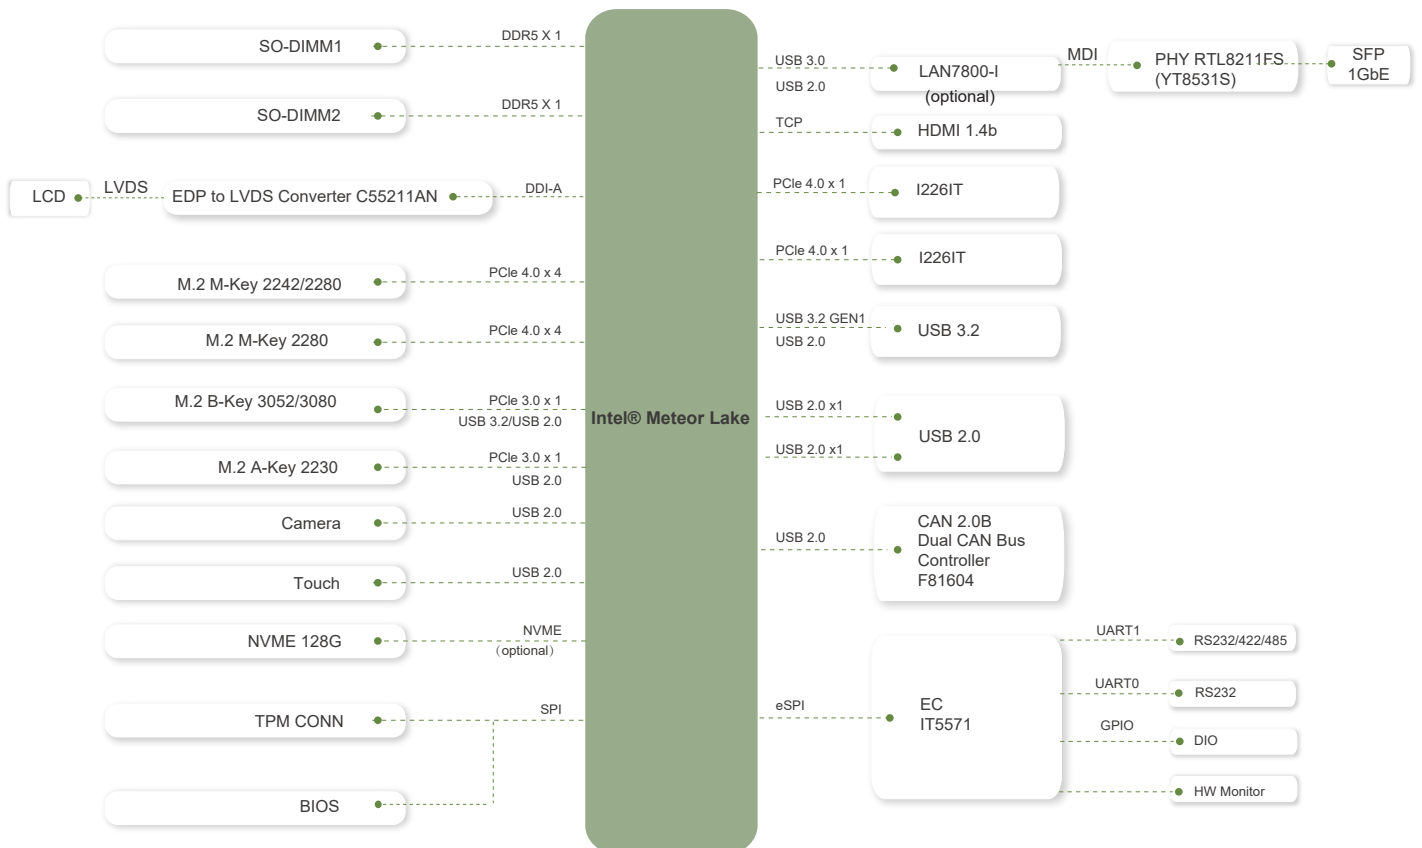 SO-DIMM1
DDR5 X 1
SO-DIMM2
DDR5 X 1
LCD
LVDS
EDP to LVDS Converter C55211AN
DDI-A
M.2 M-Key 2242/2280
PCIe 4.0 x 4
M.2 M-Key 2280
PCIe 4.0 x 4
M.2 B-Key 3052/3080
PCIe 3.0 x 1
USB 3.2/USB 2.0
M.2 A-Key 2230
PCIe 3.0 x 1
USB 2.0
Camera
USB 2.0
Touch
USB 2.0
NVME 128G
NVME
(optional)
TPM CONN
SPI
BIOS
Intel® Meteor Lake
USB 3.0
USB 2.0
LAN7800-I
(optional)
MDI
PHY RTL8211FS
(YT8531S)
SFP
1GbE
TCP
HDMI 1.4b
PCIe 4.0 x 1
I226IT
PCIe 4.0 x 1
I226IT
USB 3.2 GEN1
USB 2.0
USB 3.2
USB 2.0 x1
USB 2.0 x1
USB 2.0
USB 2.0
CAN 2.0B
Dual CAN Bus
Controller
F81604
eSPI
EC
IT5571
UART1
RS232/422/485
UART0
RS232
GPIO
DIO
HW Monitor